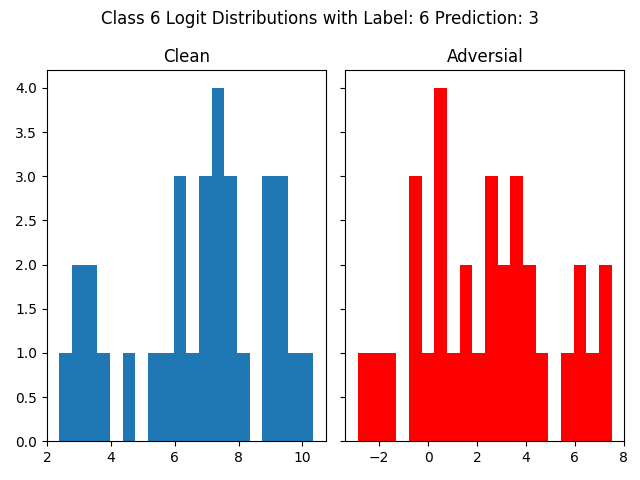 Class 6 Logit Distributions with Label: 6 Prediction: 3
Clean
Adversial
4.0
3.5
3.0
2.5
2.0
1.5
1.0
0.5
0.0
2 4 6 8 10
−2 0 2 4 6 8